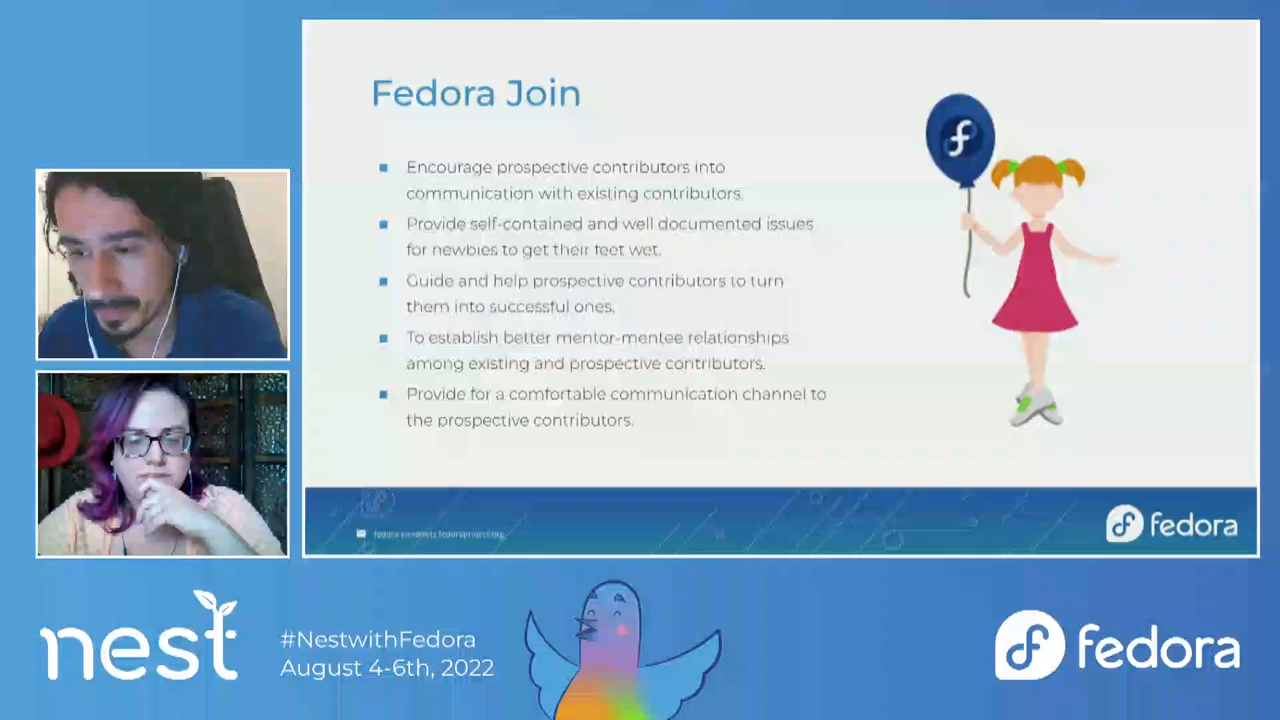 Fedora Join
Encourage prospective contributors into
communication with existing contributors.
Provide self-contained and well documented issues
for newbies to get their feet wet.
Guide and help prospective contributors to turn
them into successful ones.
To establish better mentor-mentee relationships
among existing and prospective contributors.
Provide for a comfortable communication channel to
the prospective contributors.
fedora
nest
#NestwithFedora
August 4-6th, 2022
fedora